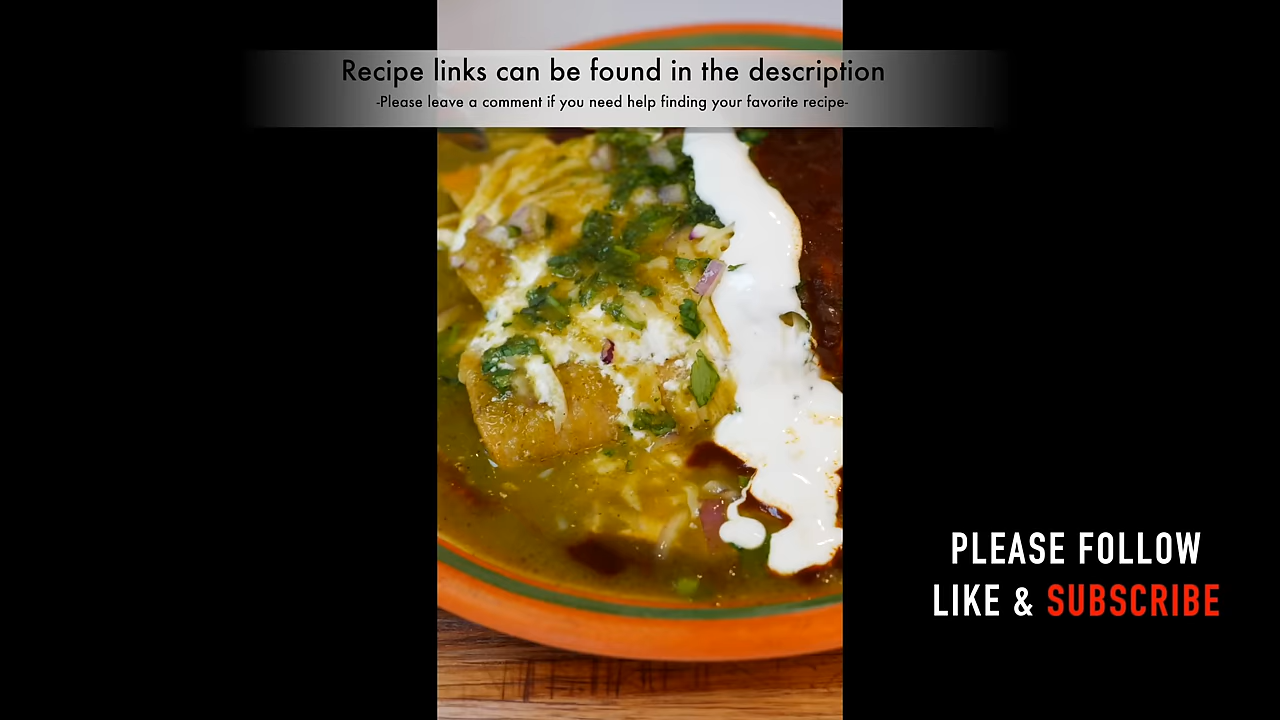 Recipe links can be found in the description
-Please leave a comment if you need help finding your favorite recipe-
PLEASE FOLLOW
LIKE & SUBSCRIBE